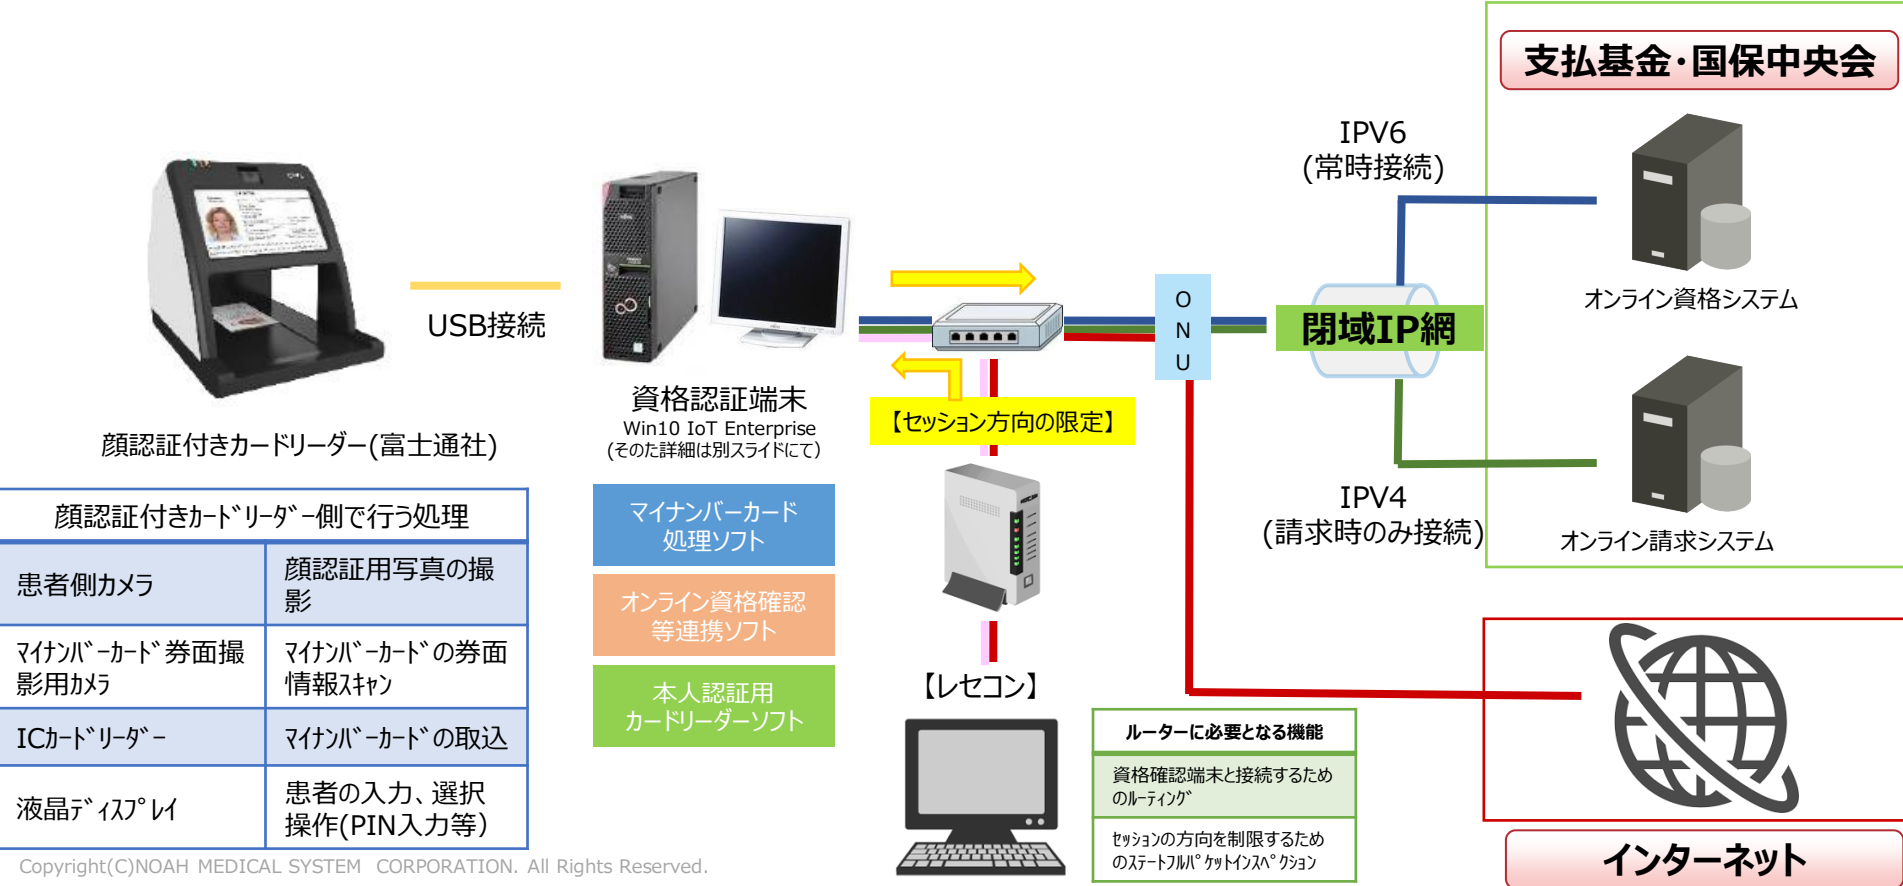 支払基金・国保中央会
IPV6
(常時接続)
オンライン資格システム
USB接続
O
N
U
閉域IP網
資格認証端末
Win10 IoT Enterprise
(そのた詳細は別スライドにて)
【セッション方向の限定】
顔認証付きカードリーダー(富士通社)
IPV4
(請求時のみ接続)
オンライン請求システム
顔認証付きｶｰﾄﾞﾘｰﾀﾞｰ側で行う処理
患者側ｶﾒﾗ
顔認証用写真の撮
影
ﾏｲﾅﾝﾊﾞｰｶｰﾄﾞ券面撮
影用ｶﾒﾗ
ﾏｲﾅﾝﾊﾞｰｶｰﾄﾞの券面
情報ｽｷｬﾝ
ICｶｰﾄﾞﾘｰﾀﾞｰ
ﾏｲﾅﾝﾊﾞｰｶｰﾄﾞの取込
液晶ﾃﾞｨｽﾌﾟﾚｲ
患者の入力、選択
操作(PIN入力等)
マイナンバーカード
処理ソフト
オンライン資格確認
等連携ソフト
本人認証用
カードリーダーソフト
【レセコン】
ルーターに必要となる機能
資格確認端末と接続するため
のﾙｰﾃｨﾝｸﾞ
ｾｯｼｮﾝの方向を制限するため
のｽﾃｰﾄﾌﾙﾊﾟｹｯﾄｲﾝｽﾍﾟｸｼｮﾝ
インターネット
Copyright(C)NOAH MEDICAL SYSTEM CORPORATION. All Rights Reserved.